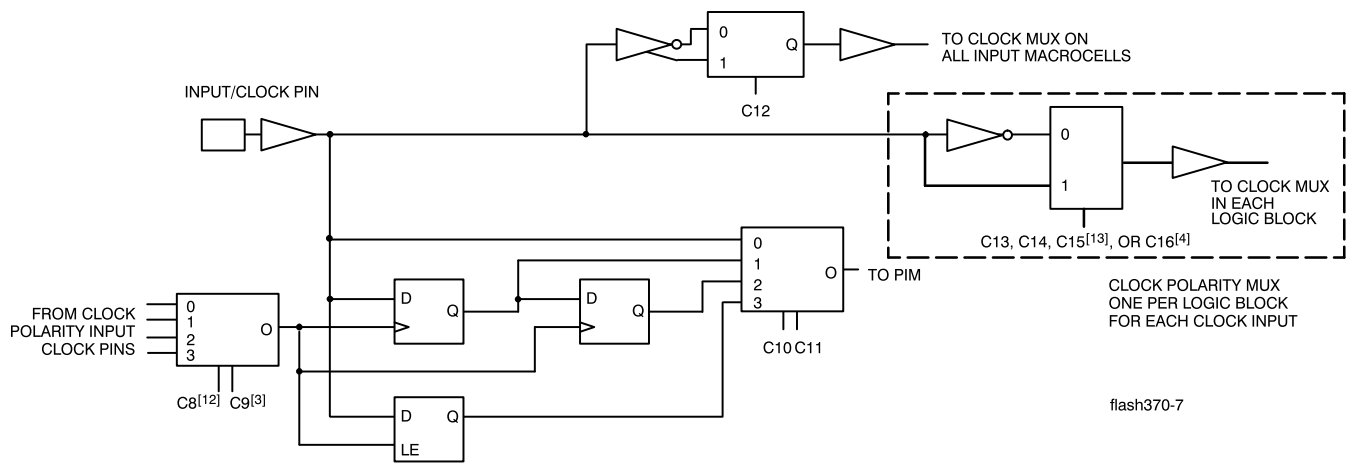 0
1
Q
C12
TO CLOCK MUX ON
ALL INPUT MACROCELLS
INPUT/CLOCK PIN
0
1
TO CLOCK MUX
IN EACH
LOGIC BLOCK
C13, C14, C15[13], OR C16[4]
CLOCK POLARITY MUX
ONE PER LOGIC BLOCK
FOR EACH CLOCK INPUT
0
1
2
3
O
TO PIM
C10 C11
D
Q
D
Q
FROM CLOCK
POLARITY INPUT
CLOCK PINS
0
1
2
3
O
C8[12] C9[3]
D
Q
LE
flash370-7